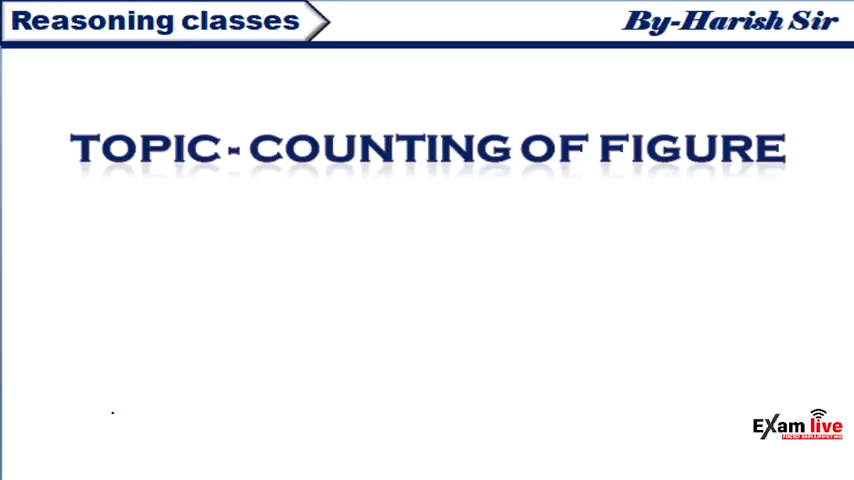 Reasoning classes
By-Harish Sir
TOPIC - COUNTING OF FIGURE
EXam live